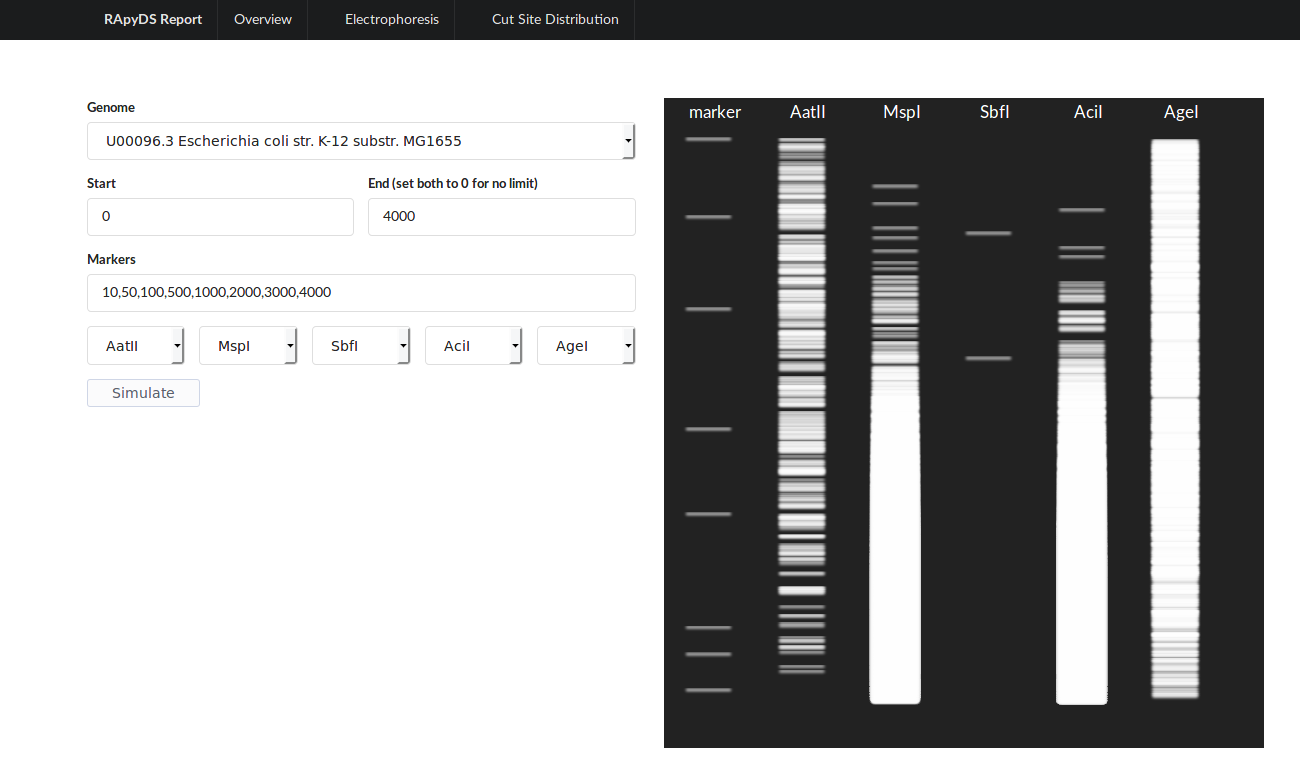 RApyDS Report Overview Electrophoresis Cut Site Distribution
Genome
U00096.3 Escherichia coli str. K-12 substr. MG1655
Start End (set both to 0 for no limit)
0 4000
Markers
10,50,100,500,1000,2000,3000,4000
AatII MspI SbfI AciI AgeI
Simulate
marker AatII MspI SbfI AciI AgeI